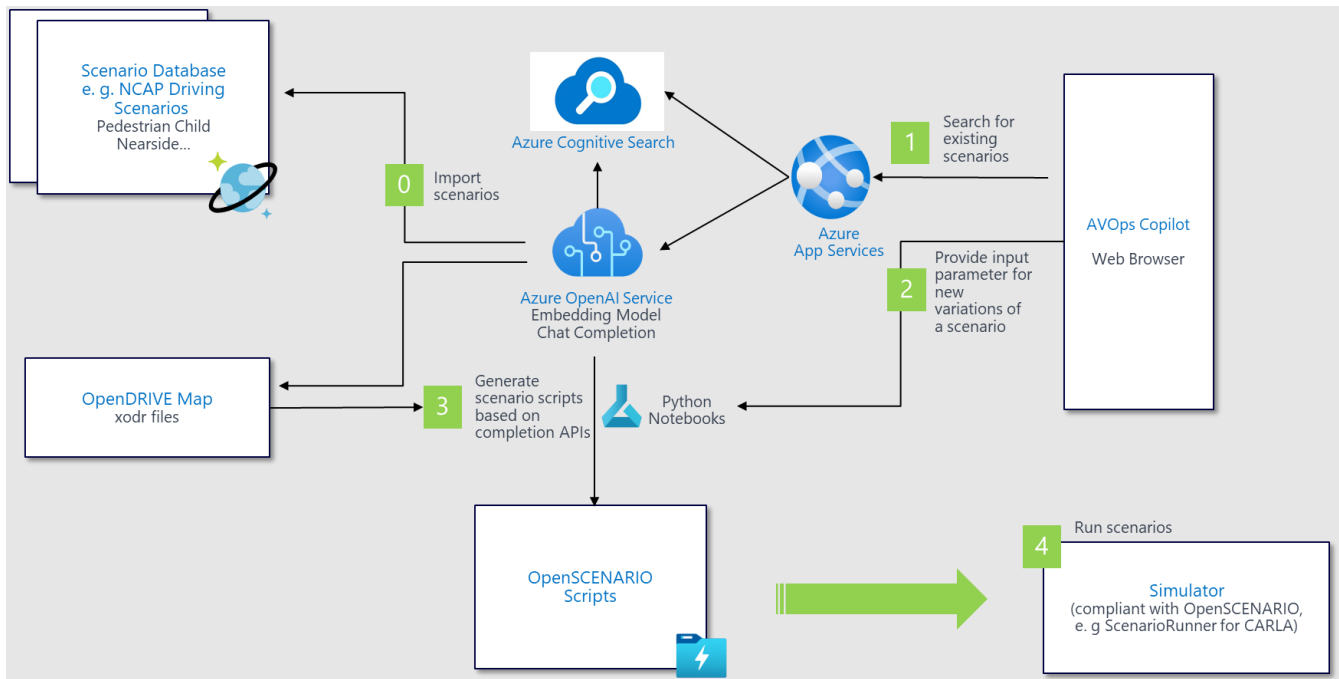 Scenario Database
e. g. NCAP Driving
Scenarios
Pedestrian Child
Nearside...
Azure Cognitive Search
0
Import
scenarios
Azure
App Services
1
Search for
existing
scenarios
AVOps Copilot
Web Browser
2
Provide input
parameter for
new
variations of
a scenario
Azure OpenAI Service
Embedding Model
Chat Completion
OpenDRIVE Map
xodr files
3
Generate
scenario scripts
based on
completion APIs
Python
Notebooks
OpenSCENARIO
Scripts
4
Run scenarios
Simulator
(compliant with OpenSCENARIO,
e. g ScenarioRunner for CARLA)